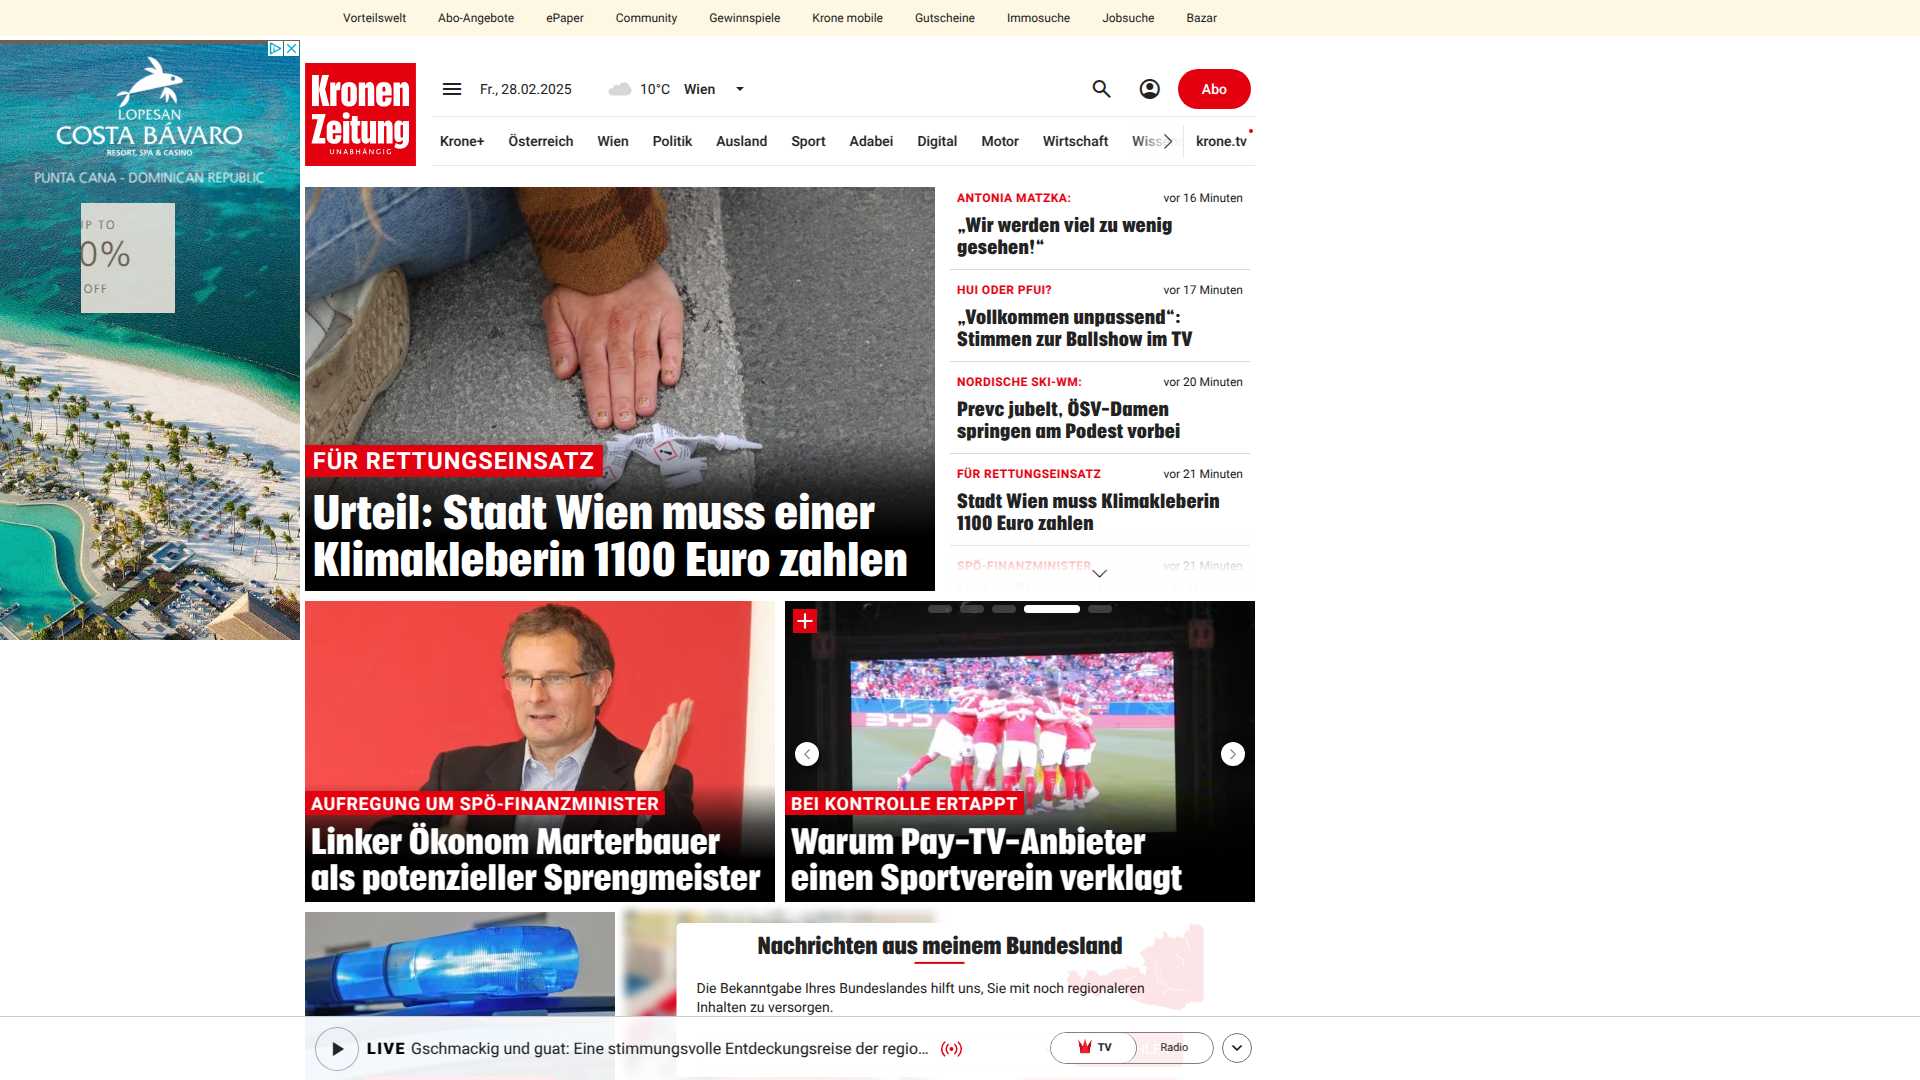 Vorteilswelt
Abo-Angebote
ePaper
Community
Gewinnspiele
Krone mobile
Gutscheine
Immosuche
Jobsuche
Bazar
LOPESAN
COSTA BÁVARO
RESORT, SPA & CASINO
PUNTA CANA - DOMINICAN REPUBLIC
UP TO
0%
OFF
Kronen
Zeitung
UNABHÄNGIG
Fr., 28.02.2025
10°C
Wien
Abo
Krone+
Österreich
Wien
Politik
Ausland
Sport
Adabei
Digital
Motor
Wirtschaft
krone.tv
FÜR RETTUNGSEINSATZ
Urteil: Stadt Wien muss einer
Klimakleberin 1100 Euro zahlen
ANTONIA MATZKA:
vor 16 Minuten
„Wir werden viel zu wenig
gesehen!“
HUI ODER PFUI?
vor 17 Minuten
„Vollkommen unpassend“:
Stimmen zur Ballshow im TV
NORDISCHE SKI-WM:
vor 20 Minuten
Prevc jubelt, ÖSV-Damen
springen am Podest vorbei
FÜR RETTUNGSEINSATZ
vor 21 Minuten
Stadt Wien muss Klimakleberin
1100 Euro zahlen
SPÖ-FINANZMINISTER
vor 21 Minuten
AUFREGUNG UM SPÖ-FINANZMINISTER
Linker Ökonom Marterbauer
als potenzieller Sprengmeister
BYD
BEI KONTROLLE ERTAPPT
Warum Pay-TV-Anbieter
einen Sportverein verklagt
Nachrichten aus meinem Bundesland
Die Bekanntgabe Ihres Bundeslandes hilft uns, Sie mit noch regionaleren
Inhalten zu versorgen.
LIVE Gschmackig und guat: Eine stimmungsvolle Entdeckungsreise der regio...
TV
Radio